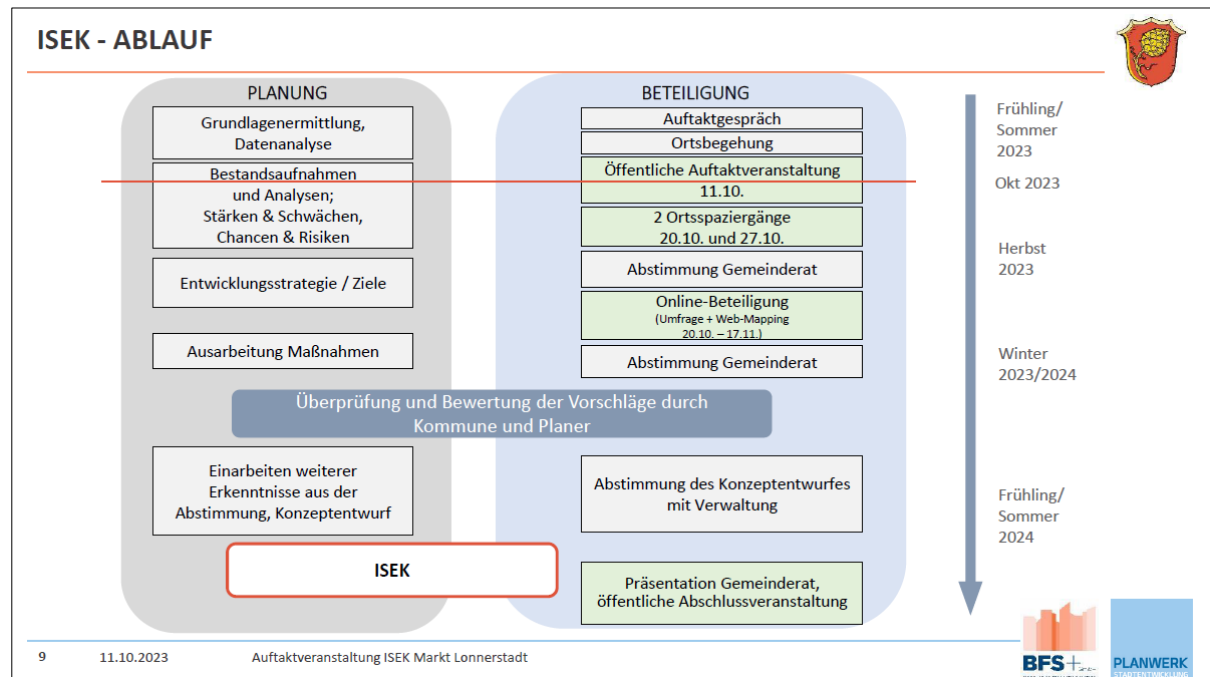 ISEK - ABLAUF
PLANUNG
Grundlagenermittlung,
Datenanalyse
Bestandsaufnahmen
und Analysen;
Stärken & Schwächen,
Chancen & Risiken
Entwicklungsstrategie / Ziele
Ausarbeitung Maßnahmen
BETEILIGUNG
Auftaktgespräch
Ortsbegehung
Öffentliche Auftaktveranstaltung
11.10.
2 Ortsspaziergänge
20.10. und 27.10.
Abstimmung Gemeinderat
Online-Beteiligung
(Umfrage + Web-Mapping
20.10. – 17.11.)
Abstimmung Gemeinderat
Überprüfung und Bewertung der Vorschläge durch
Kommune und Planer
Einarbeiten weiterer
Erkenntnisse aus der
Abstimmung, Konzeptentwurf
Abstimmung des Konzeptentwurfes
mit Verwaltung
ISEK
Präsentation Gemeinderat,
öffentliche Abschlussveranstaltung
Frühling/
Sommer
2023
Okt 2023
Herbst
2023
Winter
2023/2024
Frühling/
Sommer
2024
9 11.10.2023 Auftaktveranstaltung ISEK Markt Lonnerstadt
BFS+
PLANWERK
STADTENTWICKLUNG